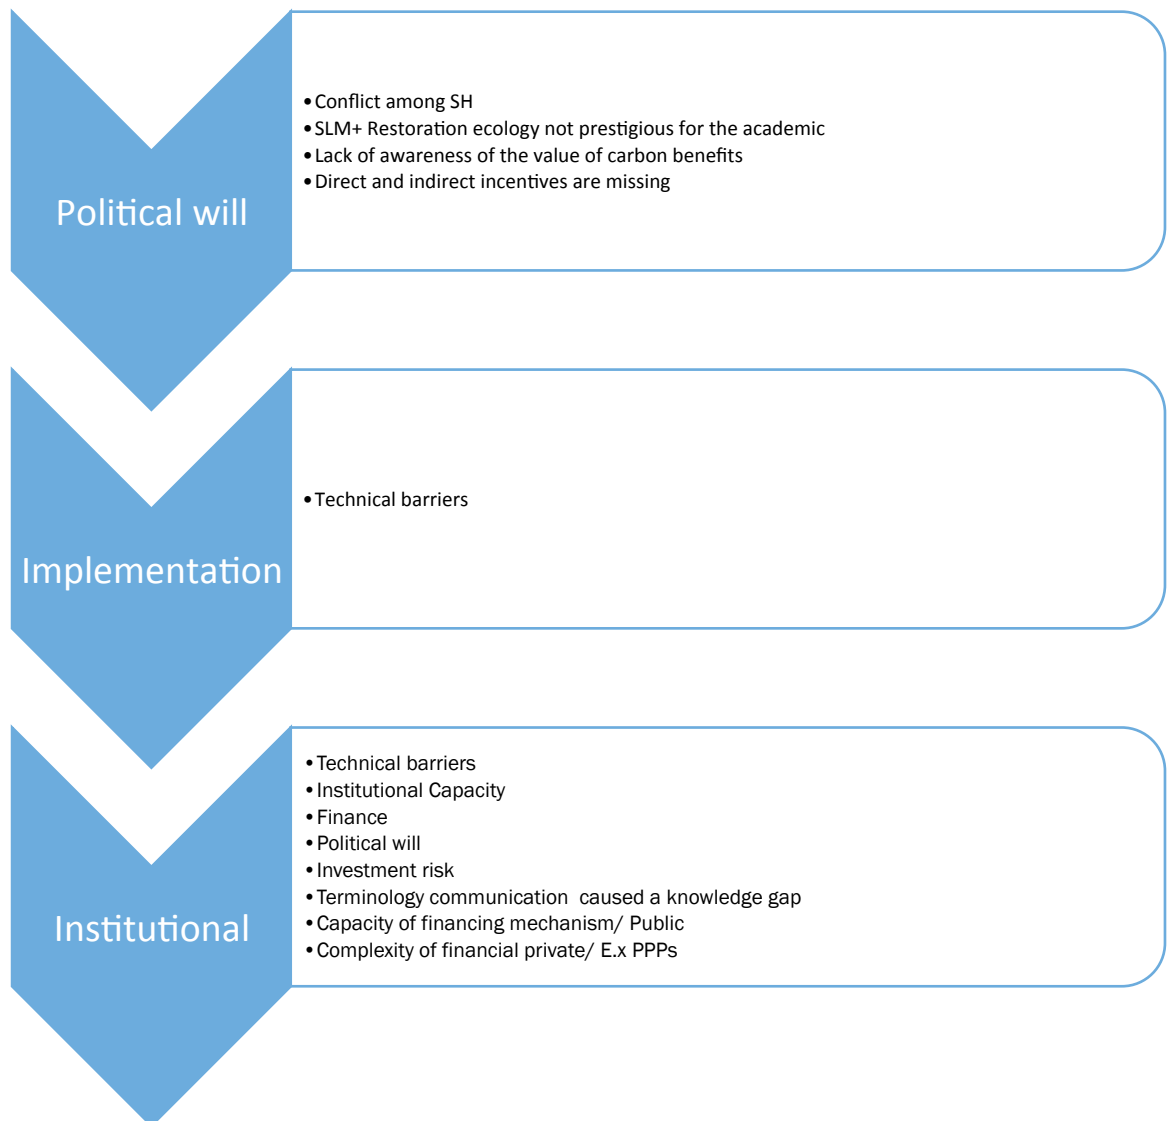 Political will
•Conflict among SH
•SLM+ Restoration ecology not prestigious for the academic
•Lack of awareness of the value of carbon benefits
•Direct and indirect incentives are missing
Implementation
•Technical barriers
Institutional
•Technical barriers
•Institutional Capacity
•Finance
•Political will
•Investment risk
•Terminology communication  caused a knowledge gap
•Capacity of financing mechanism/ Public
•Complexity of financial private/ E.x PPPs